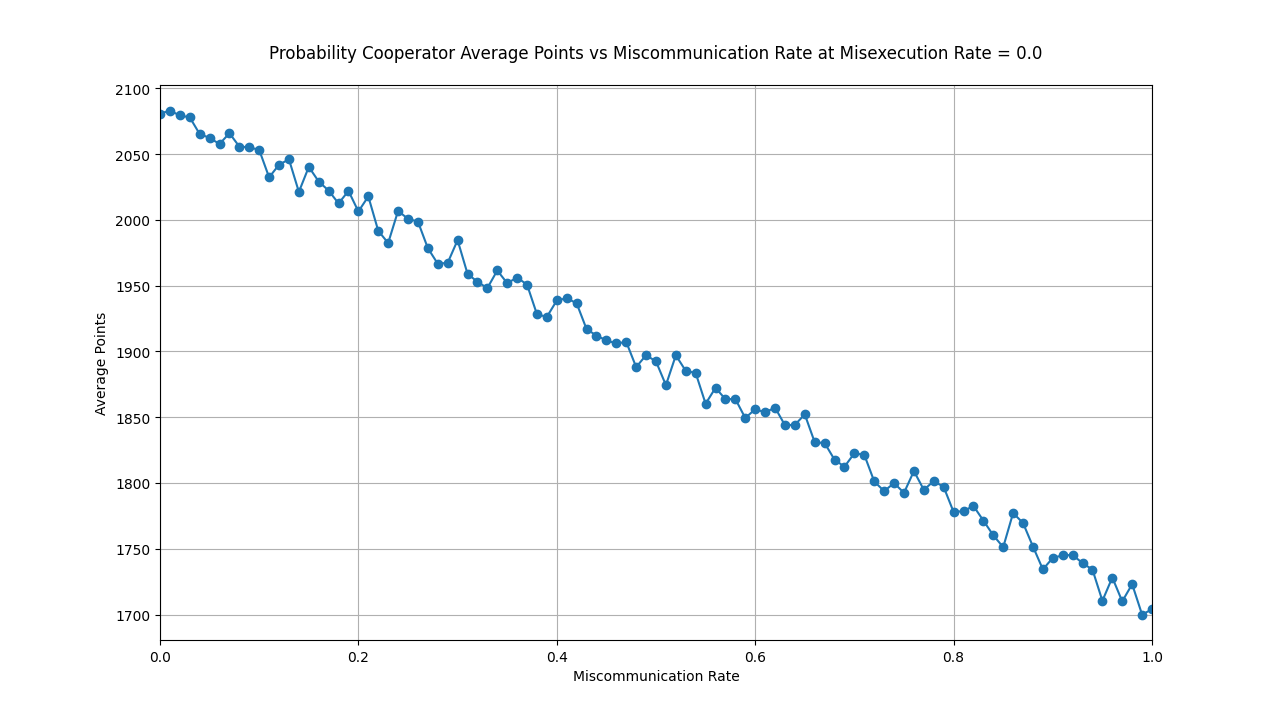 Probability Cooperator Average Points vs Miscommunication Rate at Misexecution Rate = 0.0
2100
2050
2000
1950
1900
1850
1800
1750
1700
Average Points
0.0 0.2 0.4 0.6 0.8 1.0
Miscommunication Rate